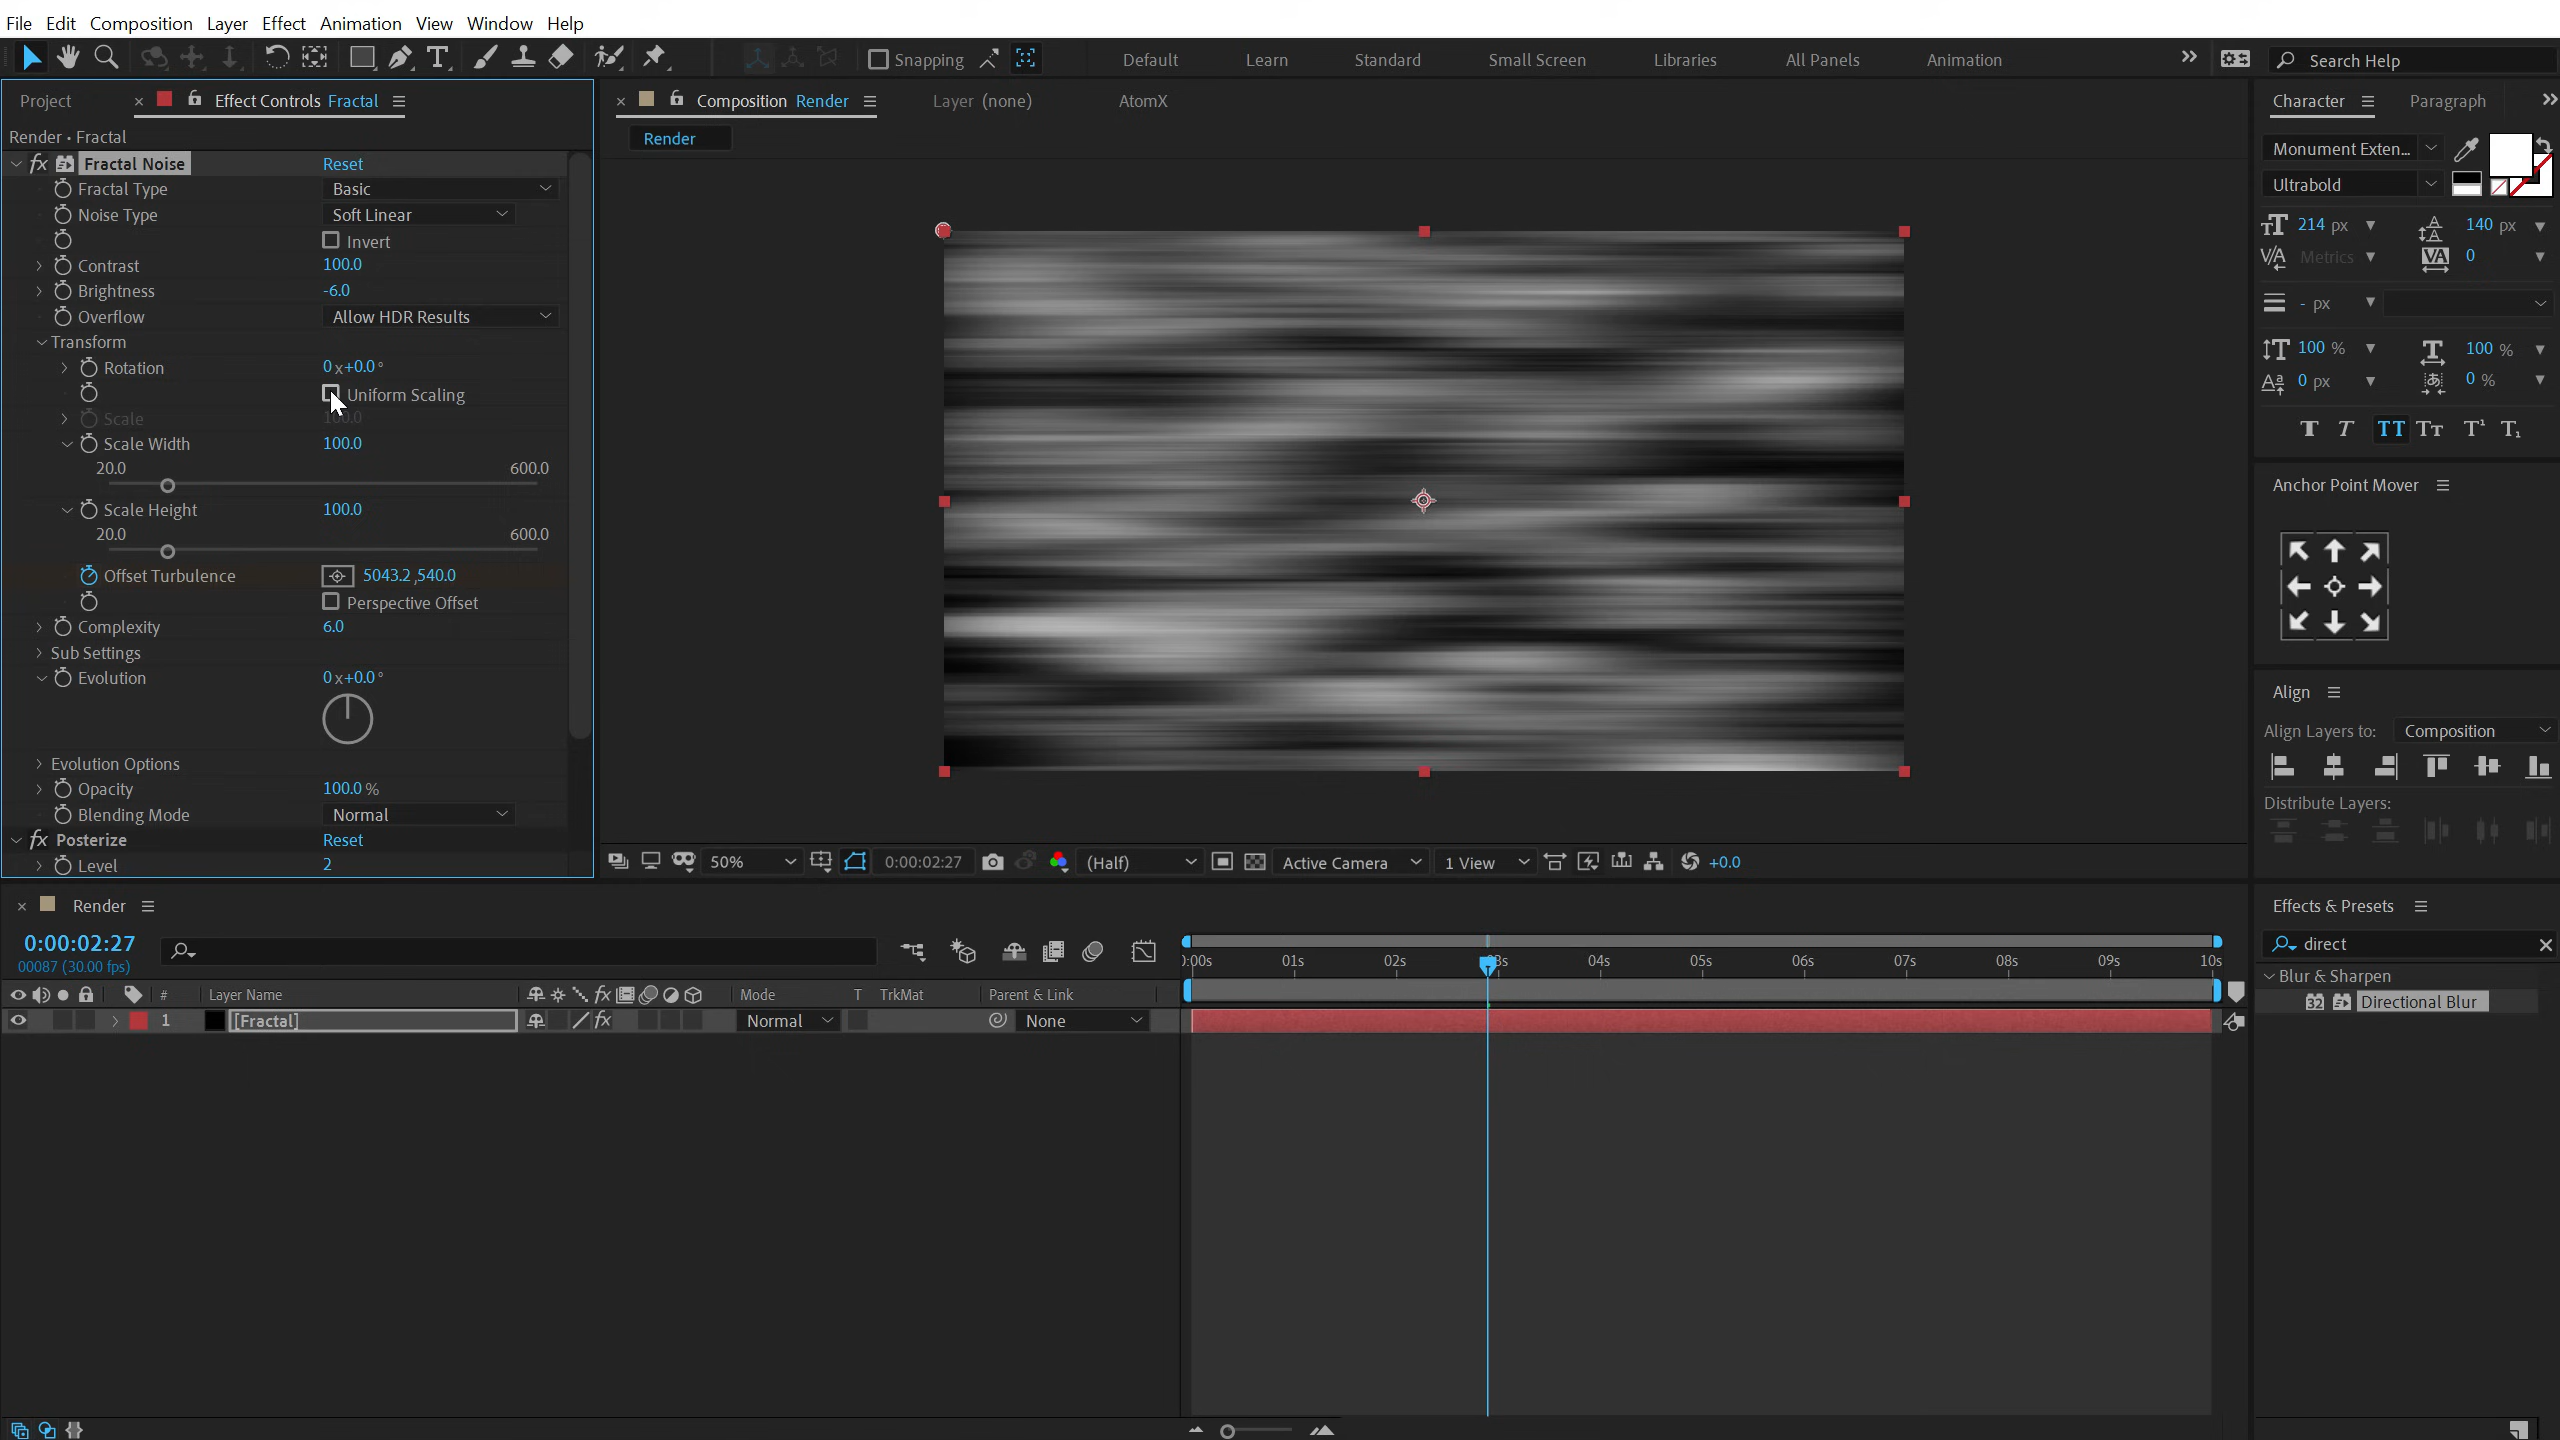 File Edit Composition Layer Effect Animation View Window Help
Snapping Default Learn Standard Small Screen Libraries All Panels Animation Search Help
Project Effect Controls Fractal
Render • Fractal
fx Fractal Noise Reset
Fractal Type Basic
Noise Type Soft Linear
Invert
Contrast 100.0
Brightness -6.0
Overflow Allow HDR Results
Transform
Rotation 0x+0.0°
Uniform Scaling
Scale 100.0
Scale Width 100.0
20.0 600.0
Scale Height 100.0
20.0 600.0
Offset Turbulence 5043.2,540.0
Perspective Offset
Complexity 6.0
Sub Settings
Evolution 0x+0.0°
Evolution Options
Opacity 100.0 %
Blending Mode Normal
fx Posterize Reset
Level 2
Composition Render Layer (none) AtomX
Render
50% 0:00:02:27 (Half) Active Camera 1 View +0.0
Character Paragraph
Monument Exten...
Ultrabold
214 px 140 px
Metrics 0
- px
100 % 100 %
0 px 0 %
Anchor Point Mover
Align
Align Layers to: Composition
Distribute Layers:
Render
0:00:02:27
00087 (30.00 fps)
# Layer Name fx Mode T TrkMat Parent & Link
1 [Fractal] fx Normal None
0:00s 01s 02s 03s 04s 05s 06s 07s 08s 09s 10s
Effects & Presets
direct
Blur & Sharpen
32 Directional Blur